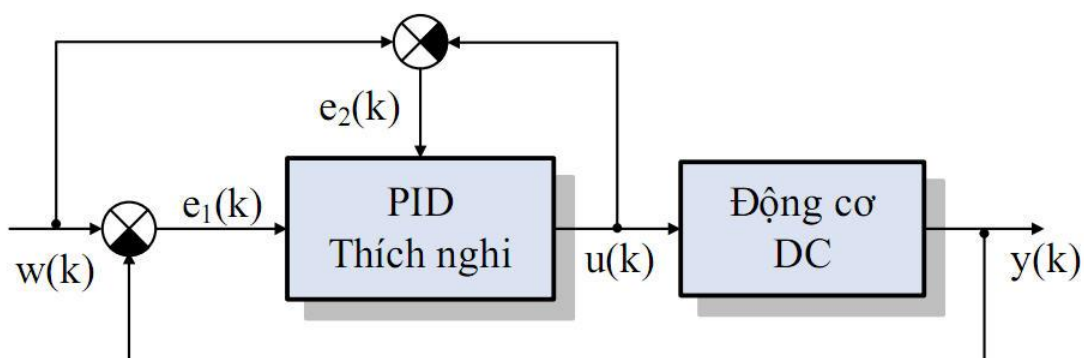 e₂(k)
e₁(k)
PID
Thích nghi
Động cơ
DC
w(k)
u(k)
y(k)